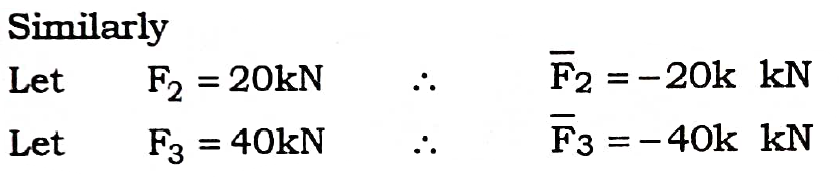 Similarly
Let F₂ = 20kN ∴ F̅2 = −20k kN
Let F₃ = 40kN ∴ F̅3 = −40k kN